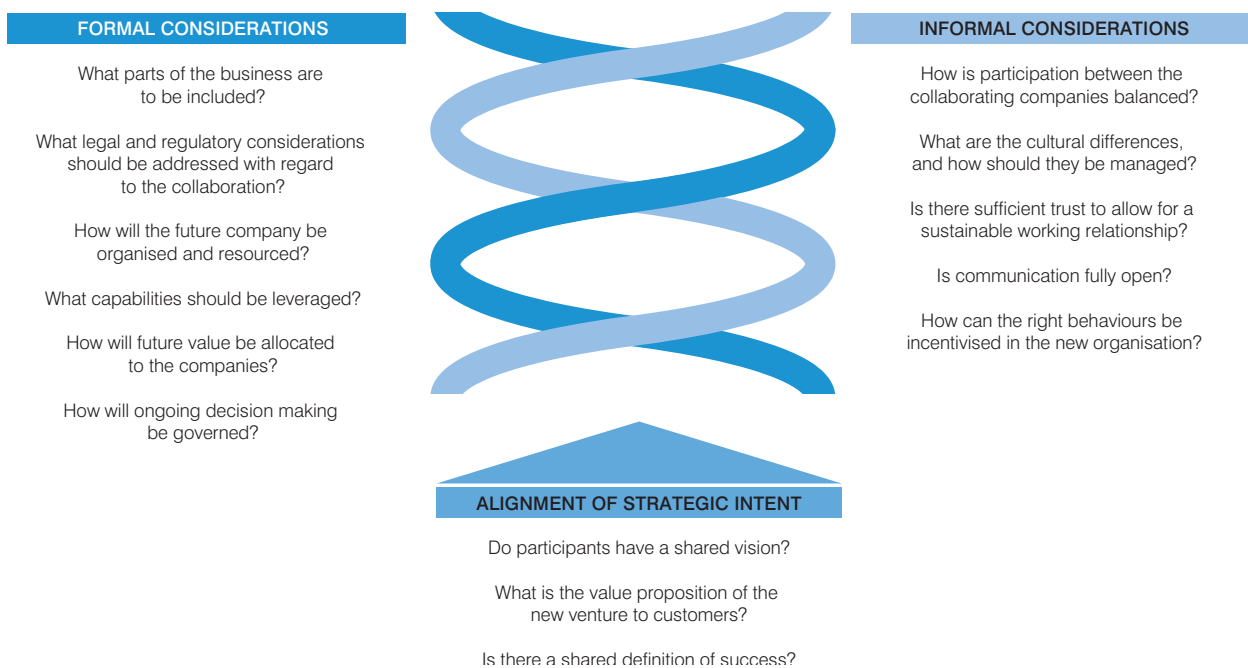 FORMAL CONSIDERATIONS
What parts of the business are
to be included?
What legal and regulatory considerations
should be addressed with regard
to the collaboration?
How will the future company be
organised and resourced?
What capabilities should be leveraged?
How will future value be allocated
to the companies?
How will ongoing decision making
be governed?
INFORMAL CONSIDERATIONS
How is participation between the
collaborating companies balanced?
What are the cultural differences,
and how should they be managed?
Is there sufficient trust to allow for a
sustainable working relationship?
Is communication fully open?
How can the right behaviours be
incentivised in the new organisation?
ALIGNMENT OF STRATEGIC INTENT
Do participants have a shared vision?
What is the value proposition of the
new venture to customers?
Is there a shared definition of success?